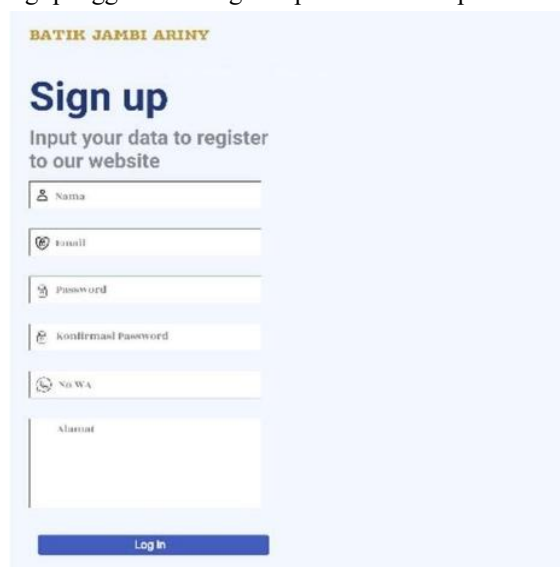 BATIK JAMBI ARINY
Sign up
Input your data to register
to our website
Nama
Email
Password
Konfirmasi Password
No WA
Alamat
Log In